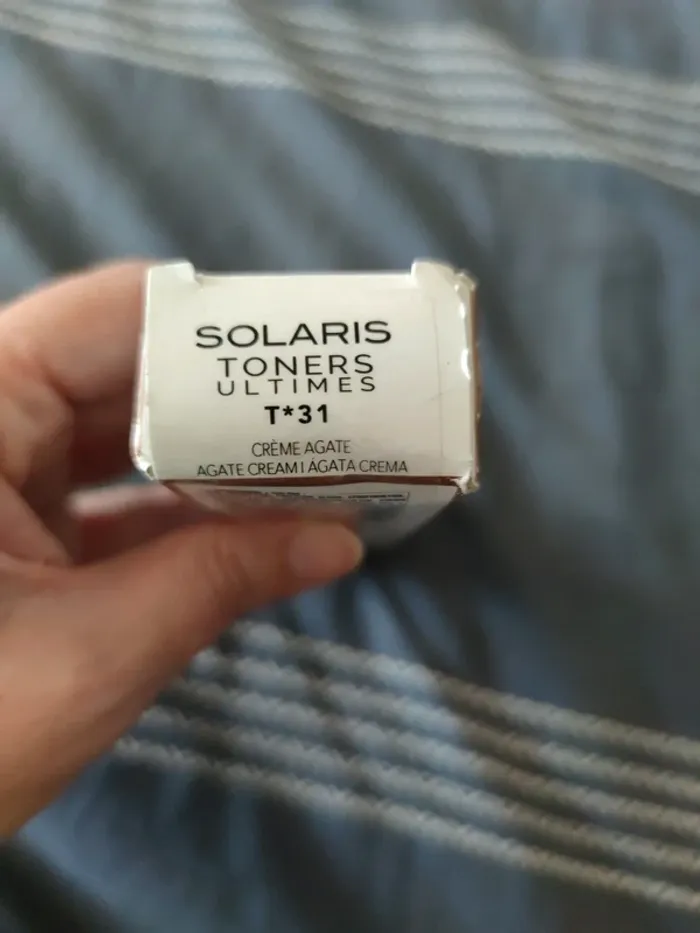 SOLARIS
TONERS
ULTIMES
T*31
CRÈME AGATE
AGATE CREAM I ÁGATA CREMA